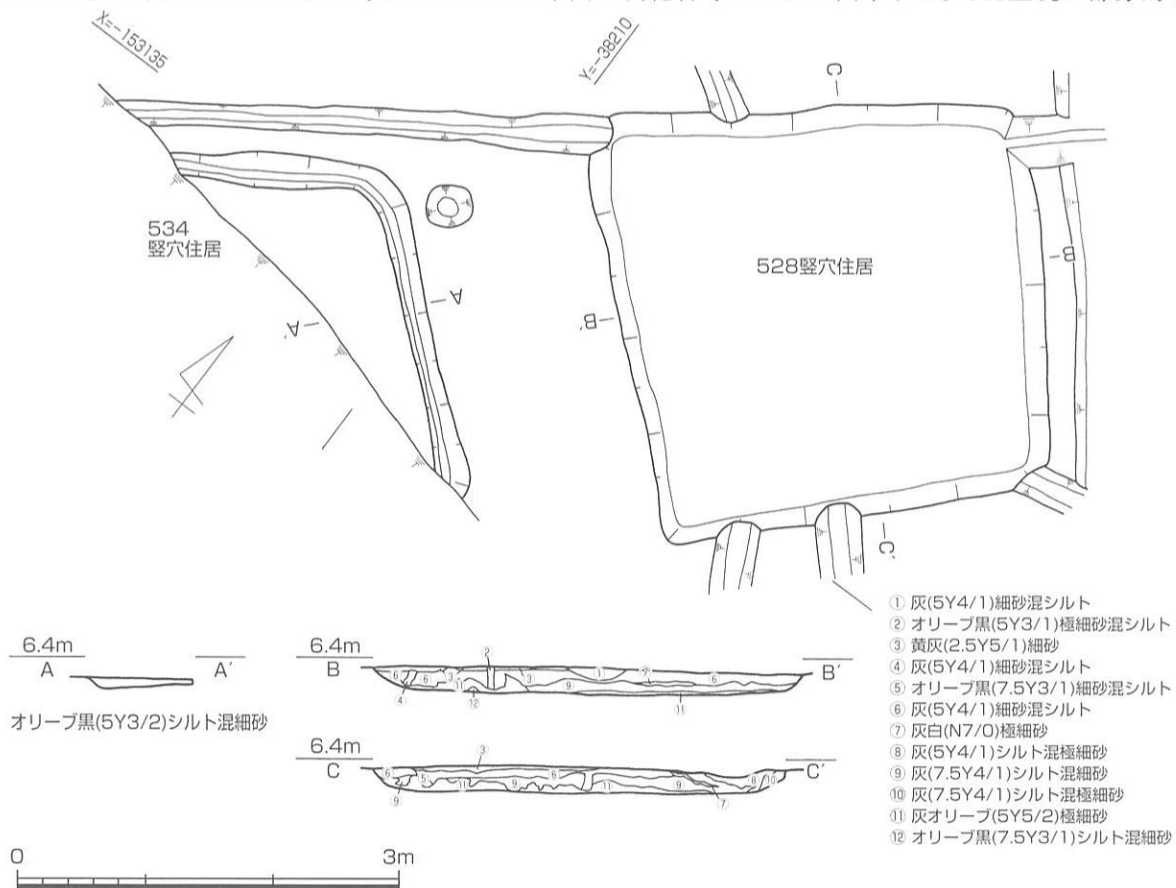 X=-153135
Y=-38210
C
534
竪穴住居
528竪穴住居
B
A
B′
A′
C′
① 灰(5Y4/1)細砂混シルト
② オリーブ黒(5Y3/1)極細砂混シルト
③ 黄灰(2.5Y5/1)細砂
④ 灰(5Y4/1)細砂混シルト
⑤ オリーブ黒(7.5Y3/1)細砂混シルト
⑥ 灰(5Y4/1)細砂混シルト
⑦ 灰白(N7/0)極細砂
⑧ 灰(5Y4/1)シルト混極細砂
⑨ 灰(7.5Y4/1)シルト混細砂
⑩ 灰(7.5Y4/1)シルト混極細砂
⑪ 灰オリーブ(5Y5/2)極細砂
⑫ オリーブ黒(7.5Y3/1)シルト混細砂
6.4m
A A′
オリーブ黒(5Y3/2)シルト混細砂
6.4m
B B′
6.4m
C C′
0 3m